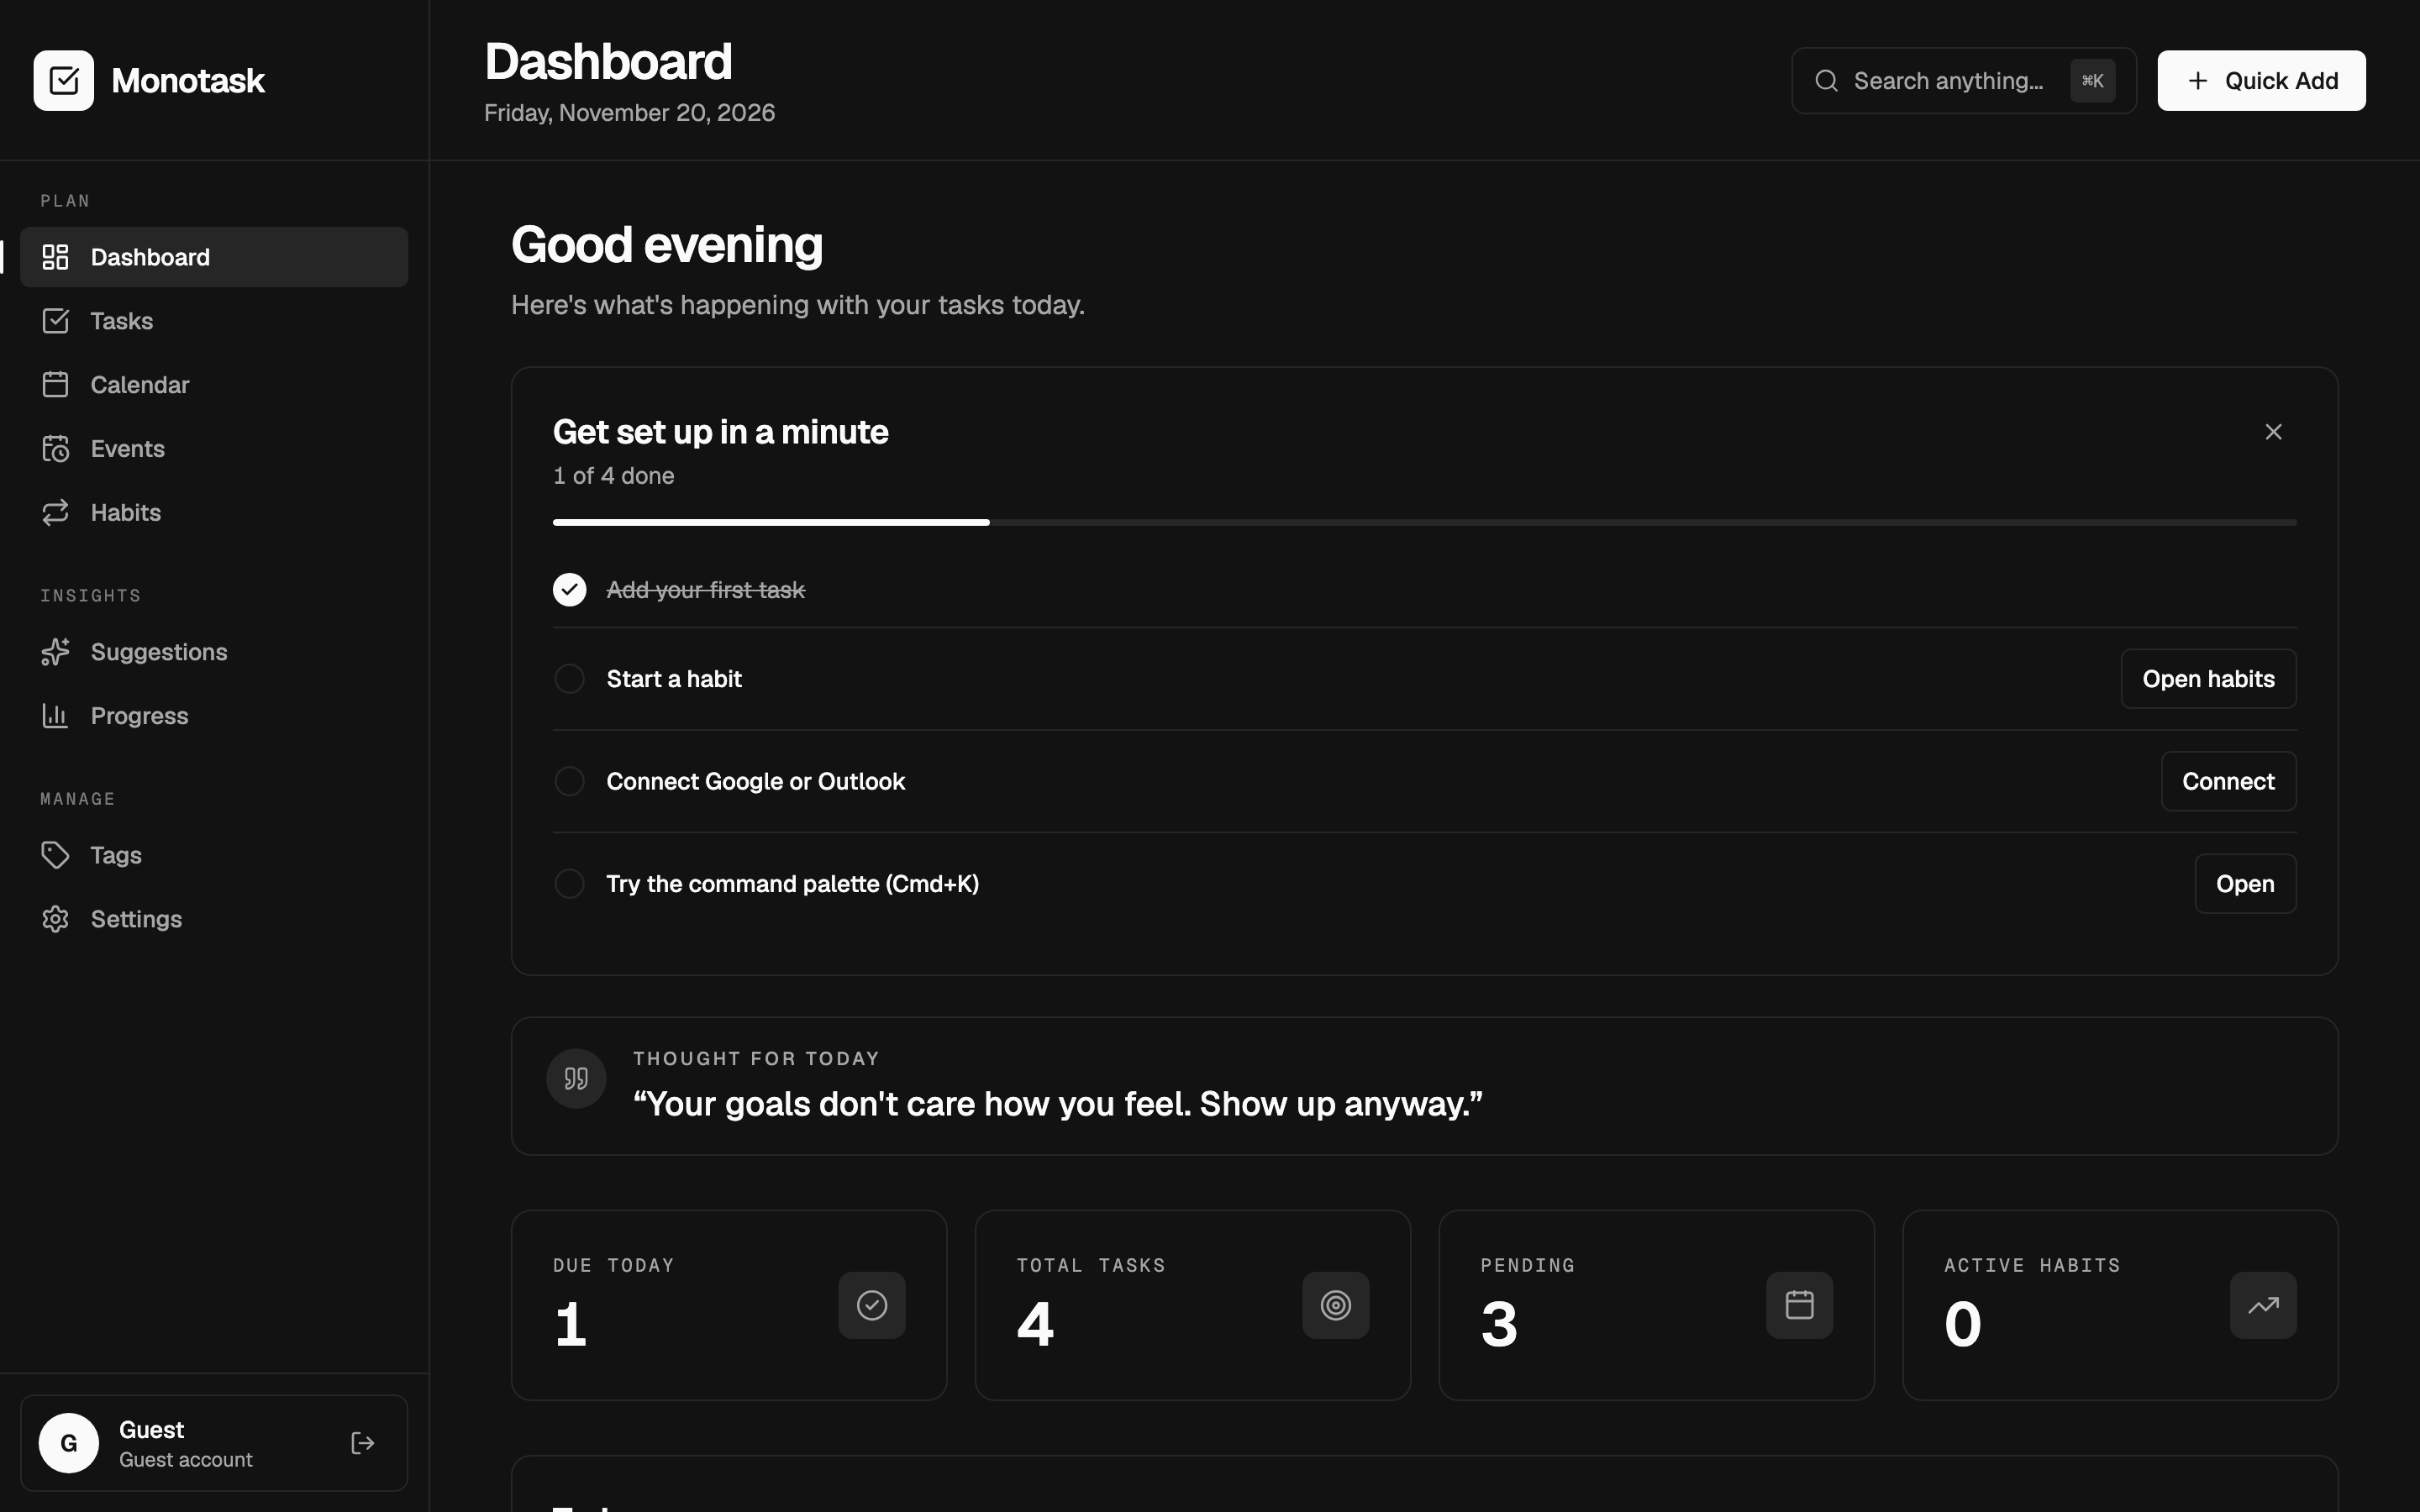 Monotask
Dashboard
Friday, November 20, 2026
Search anything...
⌘K
Quick Add
PLAN
Dashboard
Tasks
Calendar
Events
Habits
INSIGHTS
Suggestions
Progress
MANAGE
Tags
Settings
G
Guest
Guest account
Good evening
Here's what's happening with your tasks today.
Get set up in a minute
1 of 4 done
Add your first task
Start a habit
Open habits
Connect Google or Outlook
Connect
Try the command palette (Cmd+K)
Open
THOUGHT FOR TODAY
“Your goals don't care how you feel. Show up anyway.”
DUE TODAY
1
TOTAL TASKS
4
PENDING
3
ACTIVE HABITS
0